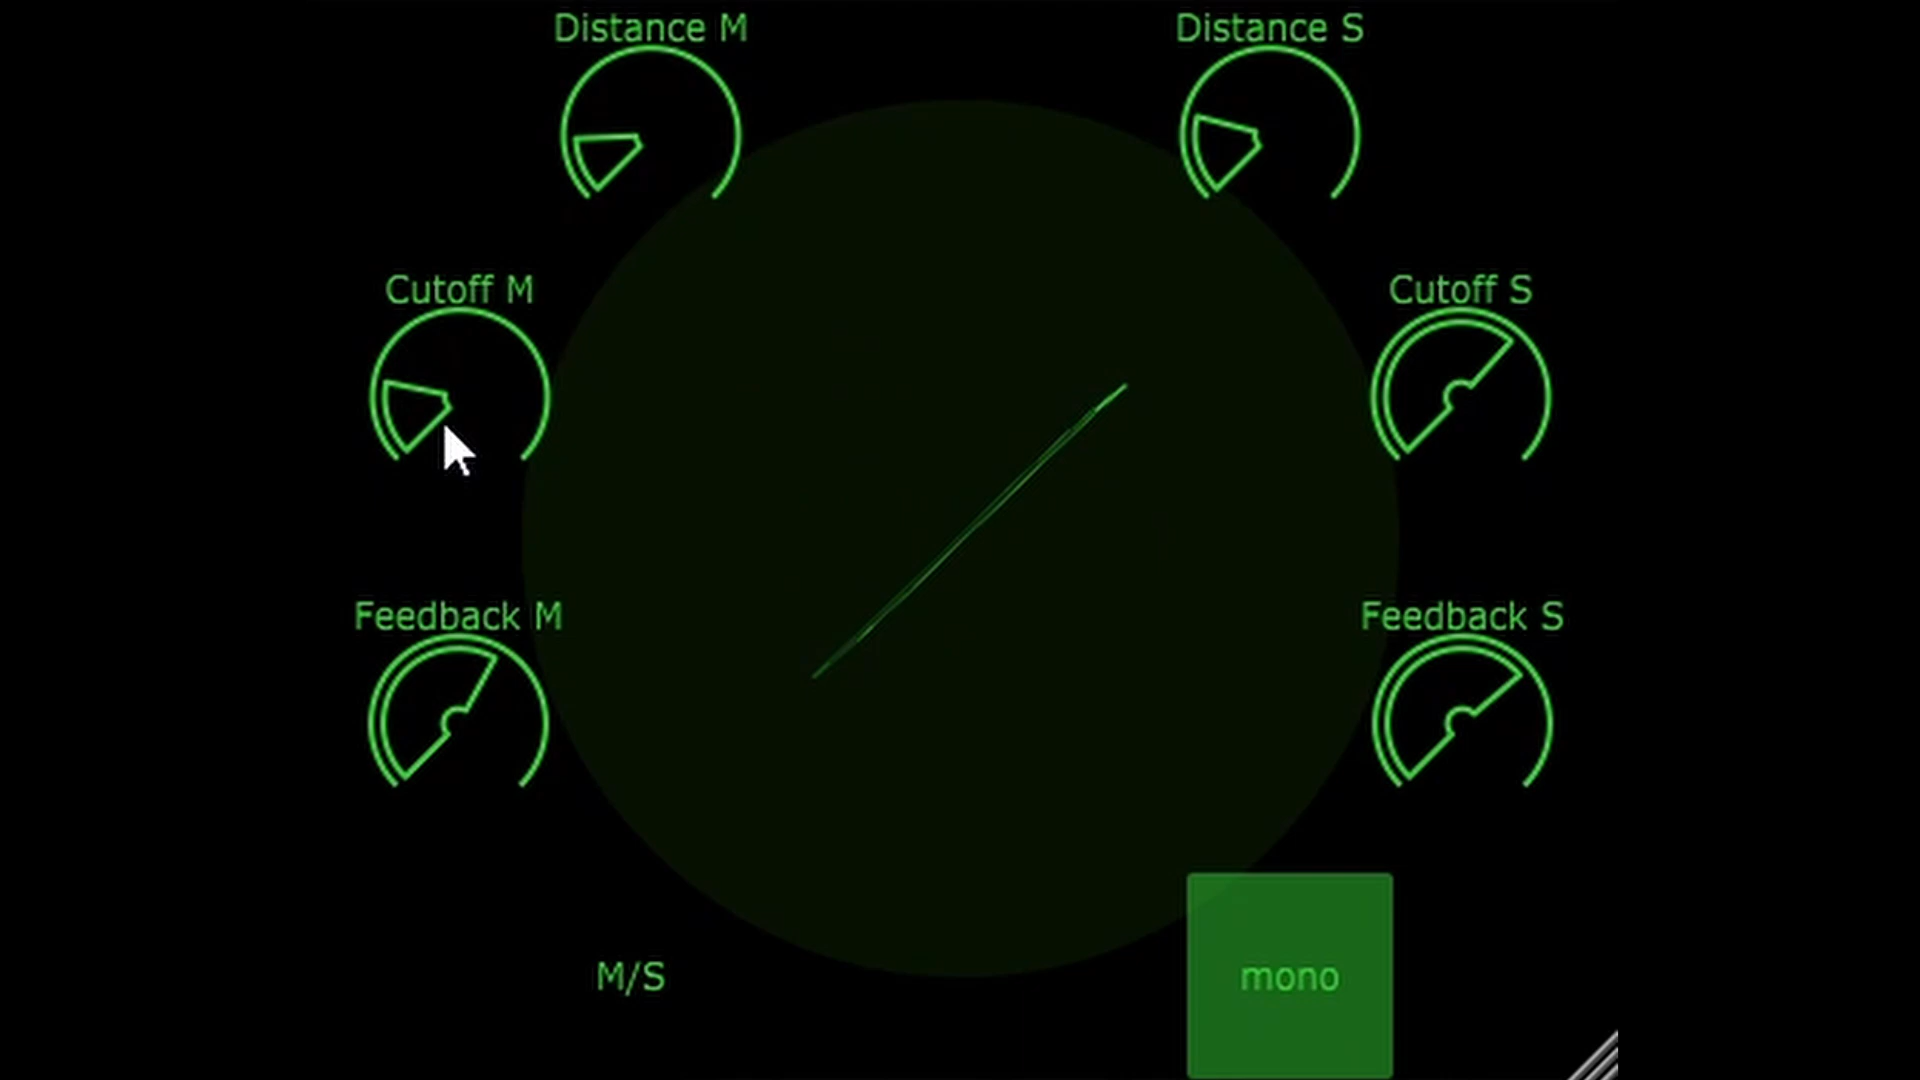 Distance M
Distance S
Cutoff M
Cutoff S
Feedback M
Feedback S
M/S
mono